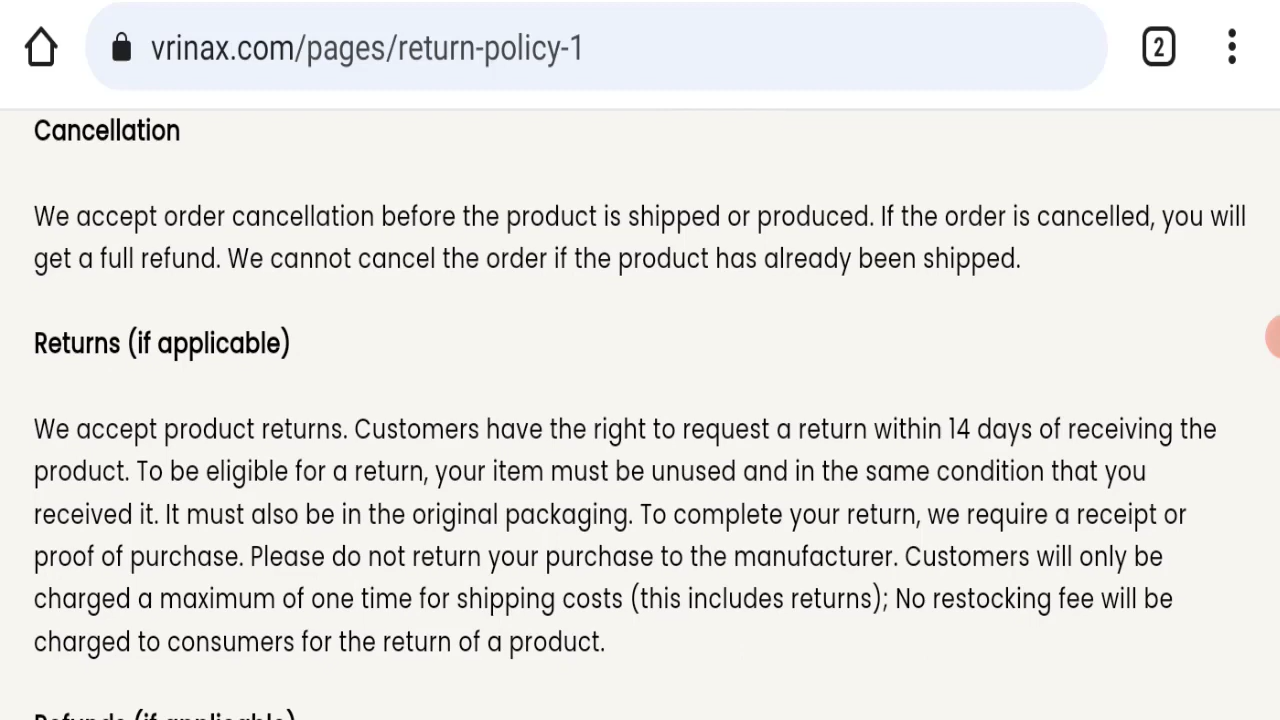 vrinax.com/pages/return-policy-1
2
Cancellation
We accept order cancellation before the product is shipped or produced. If the order is cancelled, you will
get a full refund. We cannot cancel the order if the product has already been shipped.
Returns (if applicable)
We accept product returns. Customers have the right to request a return within 14 days of receiving the
product. To be eligible for a return, your item must be unused and in the same condition that you
received it. It must also be in the original packaging. To complete your return, we require a receipt or
proof of purchase. Please do not return your purchase to the manufacturer. Customers will only be
charged a maximum of one time for shipping costs (this includes returns); No restocking fee will be
charged to consumers for the return of a product.
Refunds (if applicable)